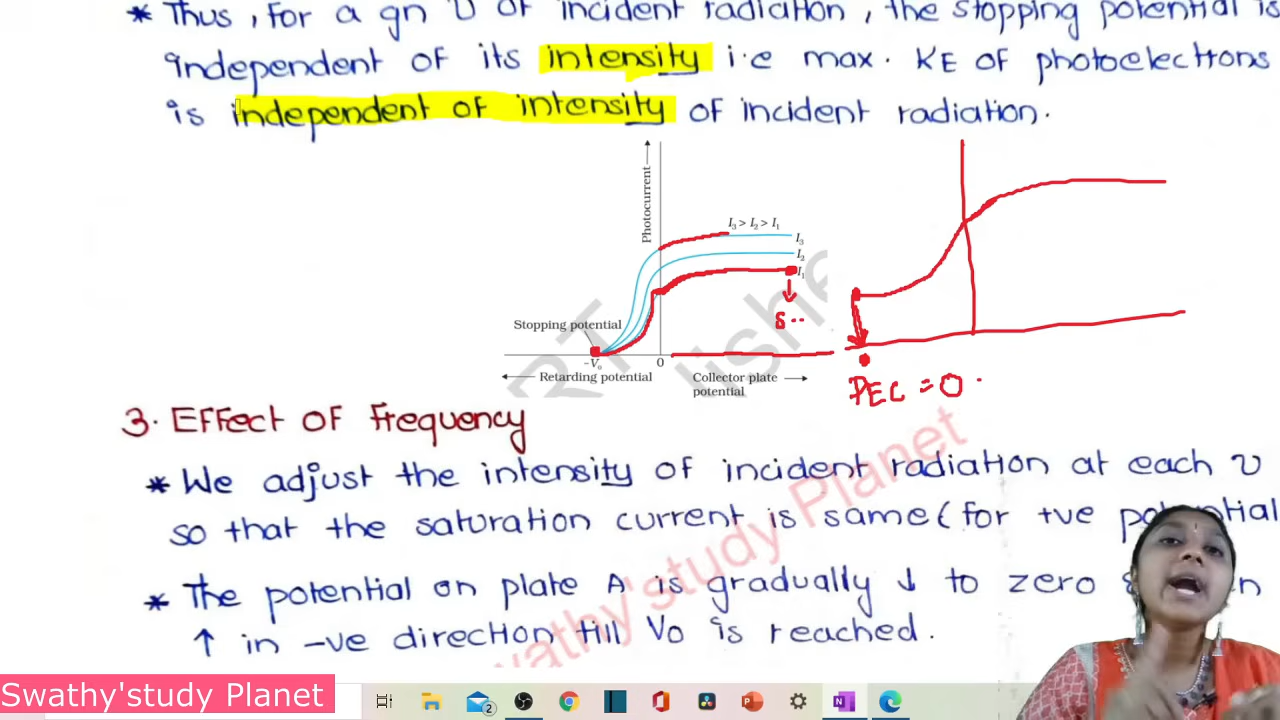 * Thus, for a gn υ of incident radiation, the stopping potential is
independent of its intensity i.e max. KE of photoelectrons
is independent of intensity of incident radiation.
Photocurrent
I3 > I2 > I1
I3
I2
I1
S..
Stopping potential
-V0
0
Retarding potential
Collector plate
potential
PEC = 0
3. Effect of frequency
* We adjust the intensity of incident radiation at each υ
so that the saturation current is same (for +ve potential
* The potential on plate A is gradually ↓ to zero
↑ in -ve direction till V0 is reached.
Swathy'study Planet
Swathy'study Planet
2